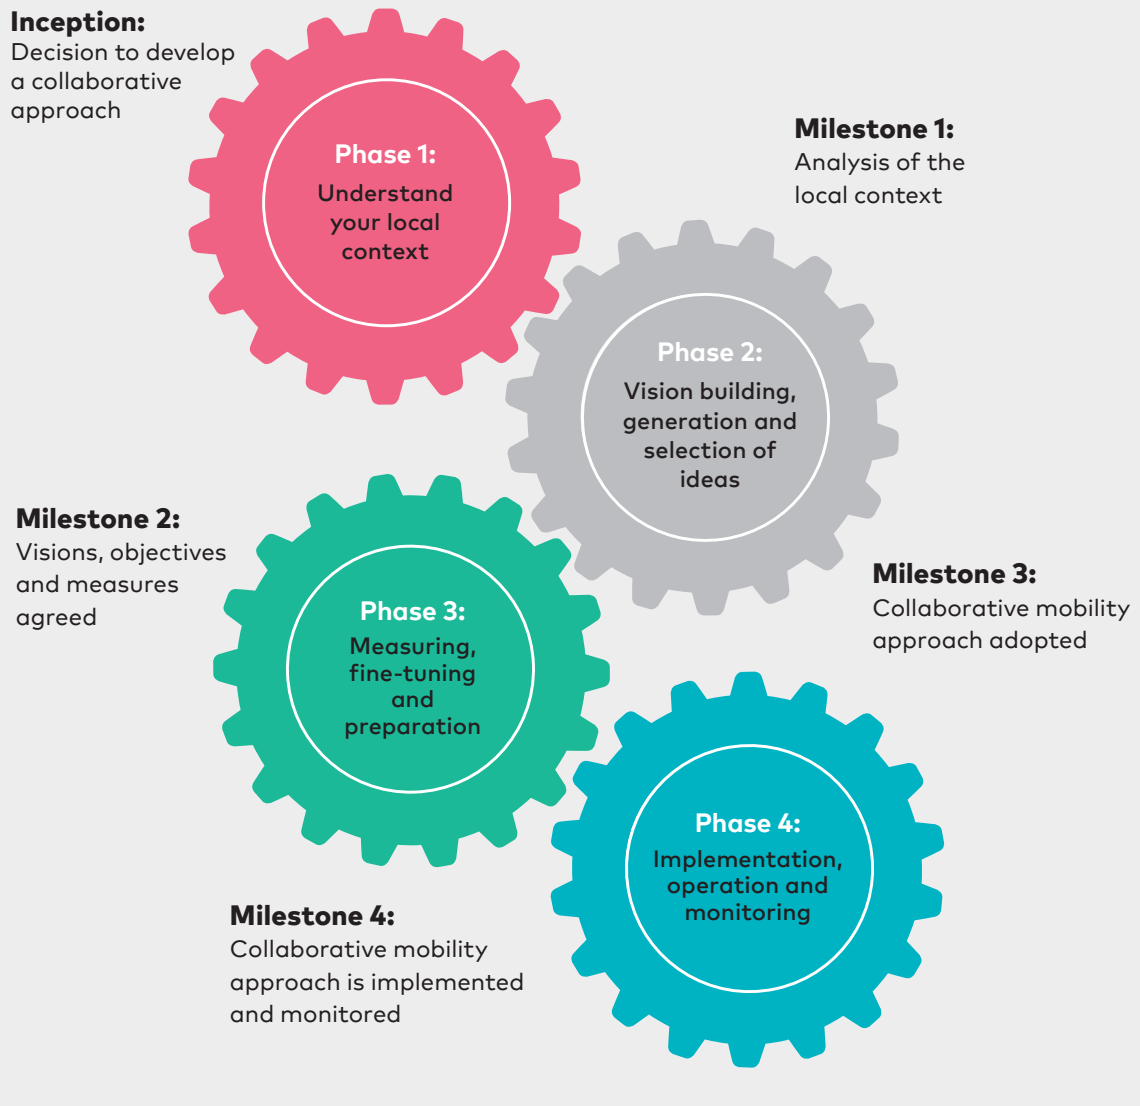 Inception:
Decision to develop
a collaborative
approach
Phase 1:
Understand
your local
context
Milestone 1:
Analysis of the
local context
Phase 2:
Vision building,
generation and
selection of
ideas
Milestone 2:
Visions, objectives
and measures
agreed
Phase 3:
Measuring,
fine-tuning
and
preparation
Milestone 3:
Collaborative mobility
approach adopted
Phase 4:
Implementation,
operation and
monitoring
Milestone 4:
Collaborative mobility
approach is implemented
and monitored